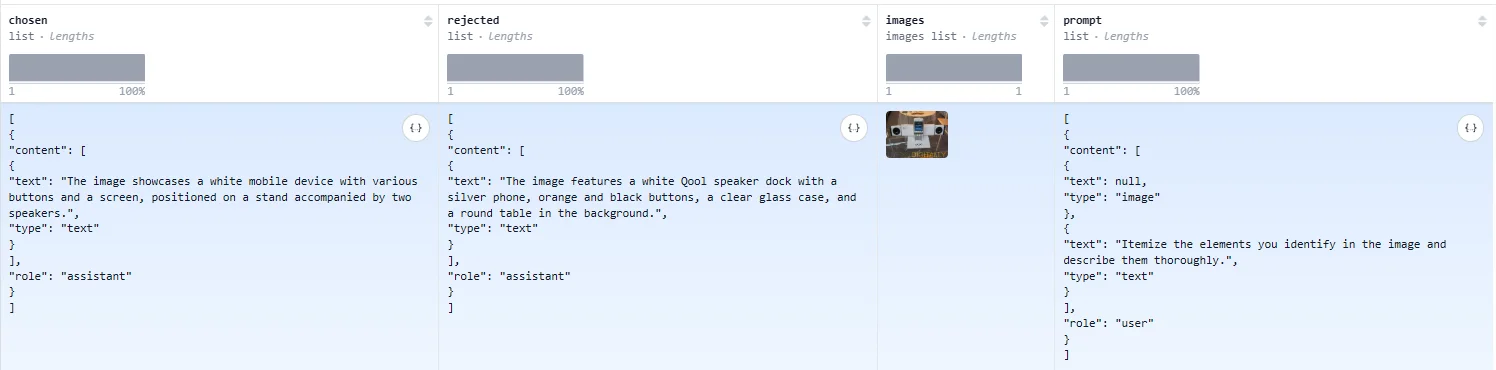 chosen
list · lengths
1 100%
[
{
"content": [
{
"text": "The image showcases a white mobile device with various
buttons and a screen, positioned on a stand accompanied by two
speakers.",
"type": "text"
}
],
"role": "assistant"
}
]
{.}
rejected
list · lengths
1 100%
[
{
"content": [
{
"text": "The image features a white Qool speaker dock with a
silver phone, orange and black buttons, a clear glass case, and
a round table in the background.",
"type": "text"
}
],
"role": "assistant"
}
]
{.}
images
images list · lengths
1 1
prompt
list · lengths
1 100%
[
{
"content": [
{
"text": null,
"type": "image"
},
{
"text": "Itemize the elements you identify in the image and
describe them thoroughly.",
"type": "text"
}
],
"role": "user"
}
]
{.}